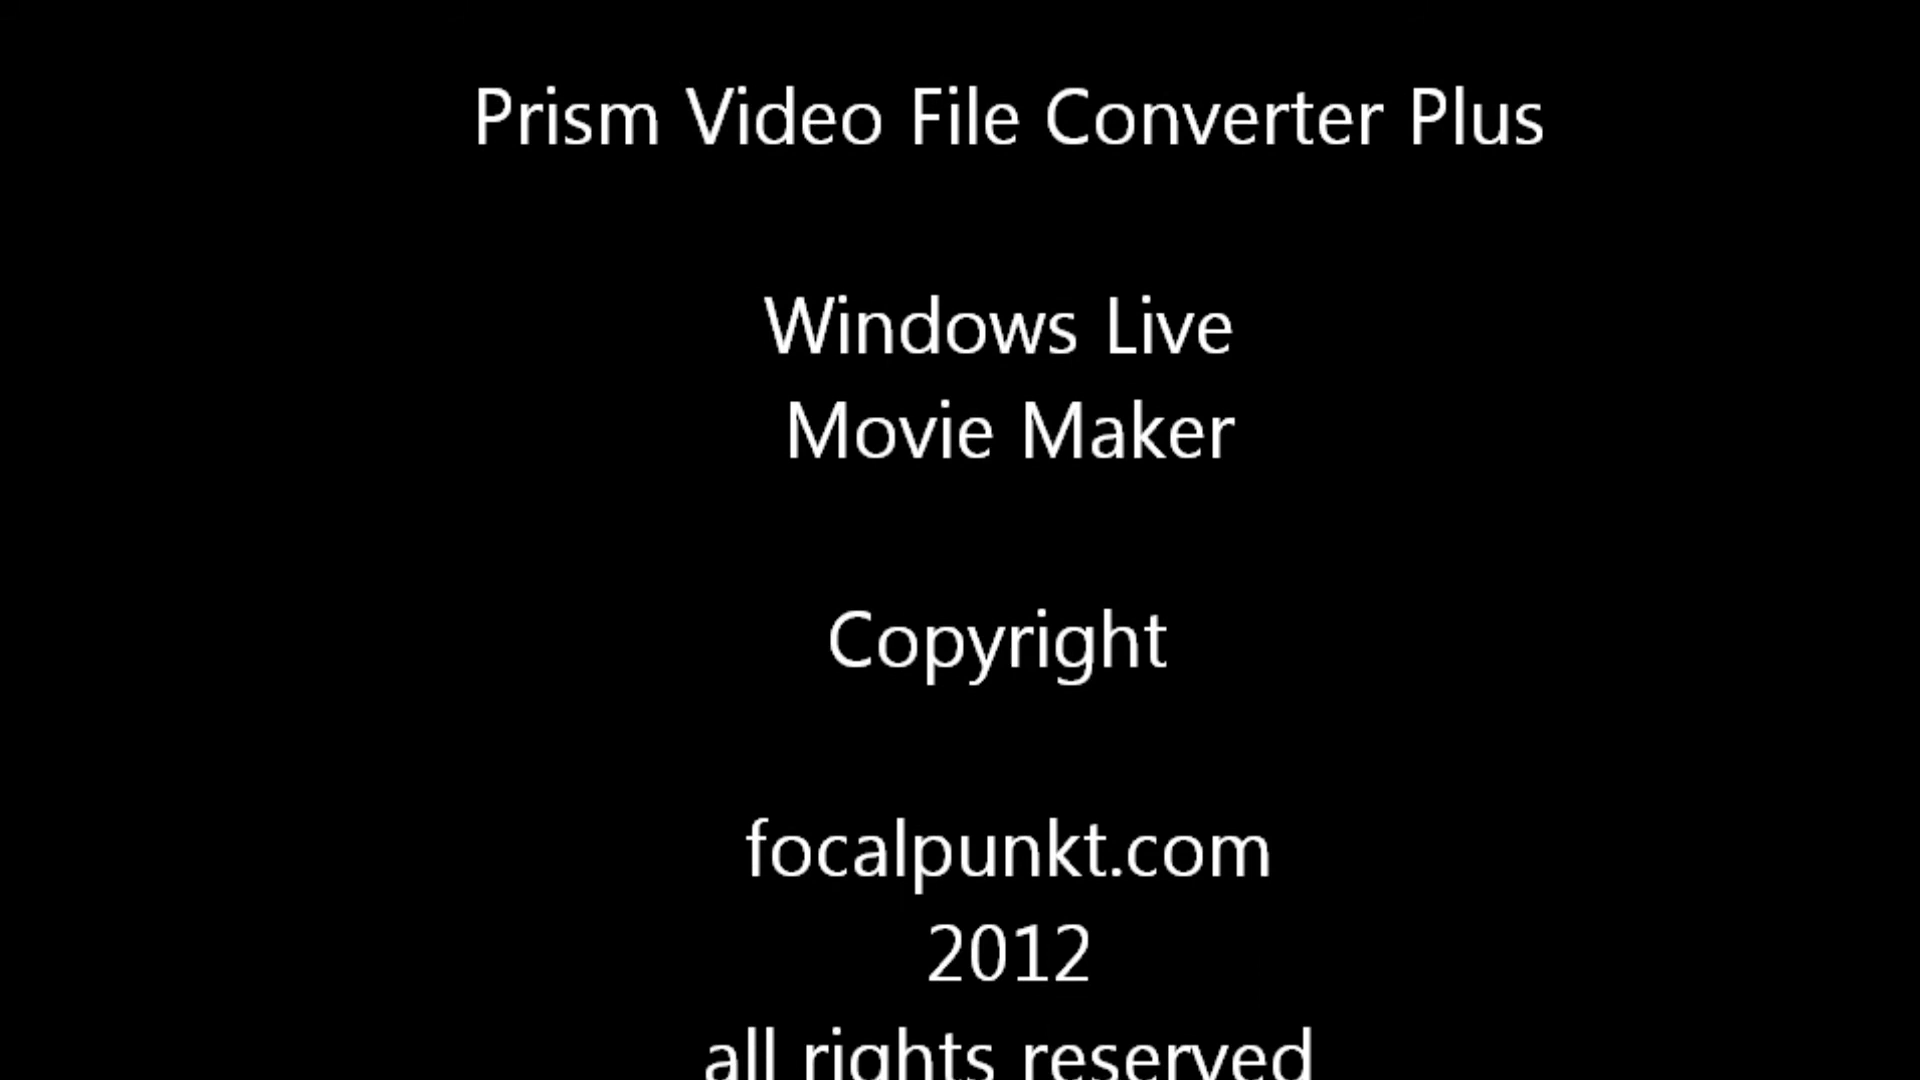 Prism Video File Converter Plus
Windows Live
Movie Maker
Copyright
focalpunkt.com
2012
all rights reserved